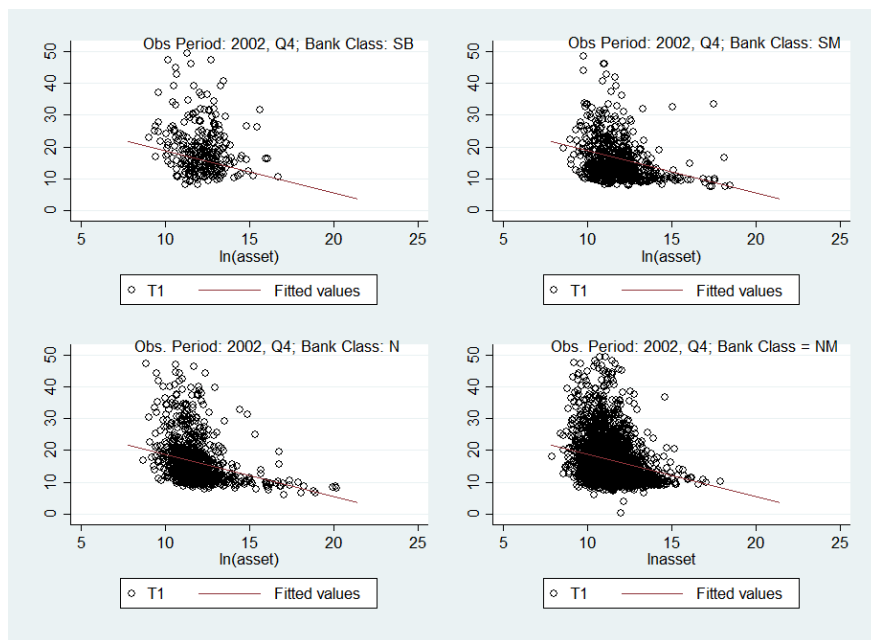 Obs Period: 2002, Q4; Bank Class: SB
50
40
30
20
10
0
5 10 15 20 25
ln(asset)
T1 Fitted values
Obs Period: 2002, Q4; Bank Class: SM
50
40
30
20
10
0
5 10 15 20 25
ln(asset)
T1 Fitted values
Obs. Period: 2002, Q4; Bank Class: N
50
40
30
20
10
0
5 10 15 20 25
ln(asset)
T1 Fitted values
Obs. Period: 2002, Q4; Bank Class = NM
50
40
30
20
10
0
5 10 15 20 25
lnasset
T1 Fitted values